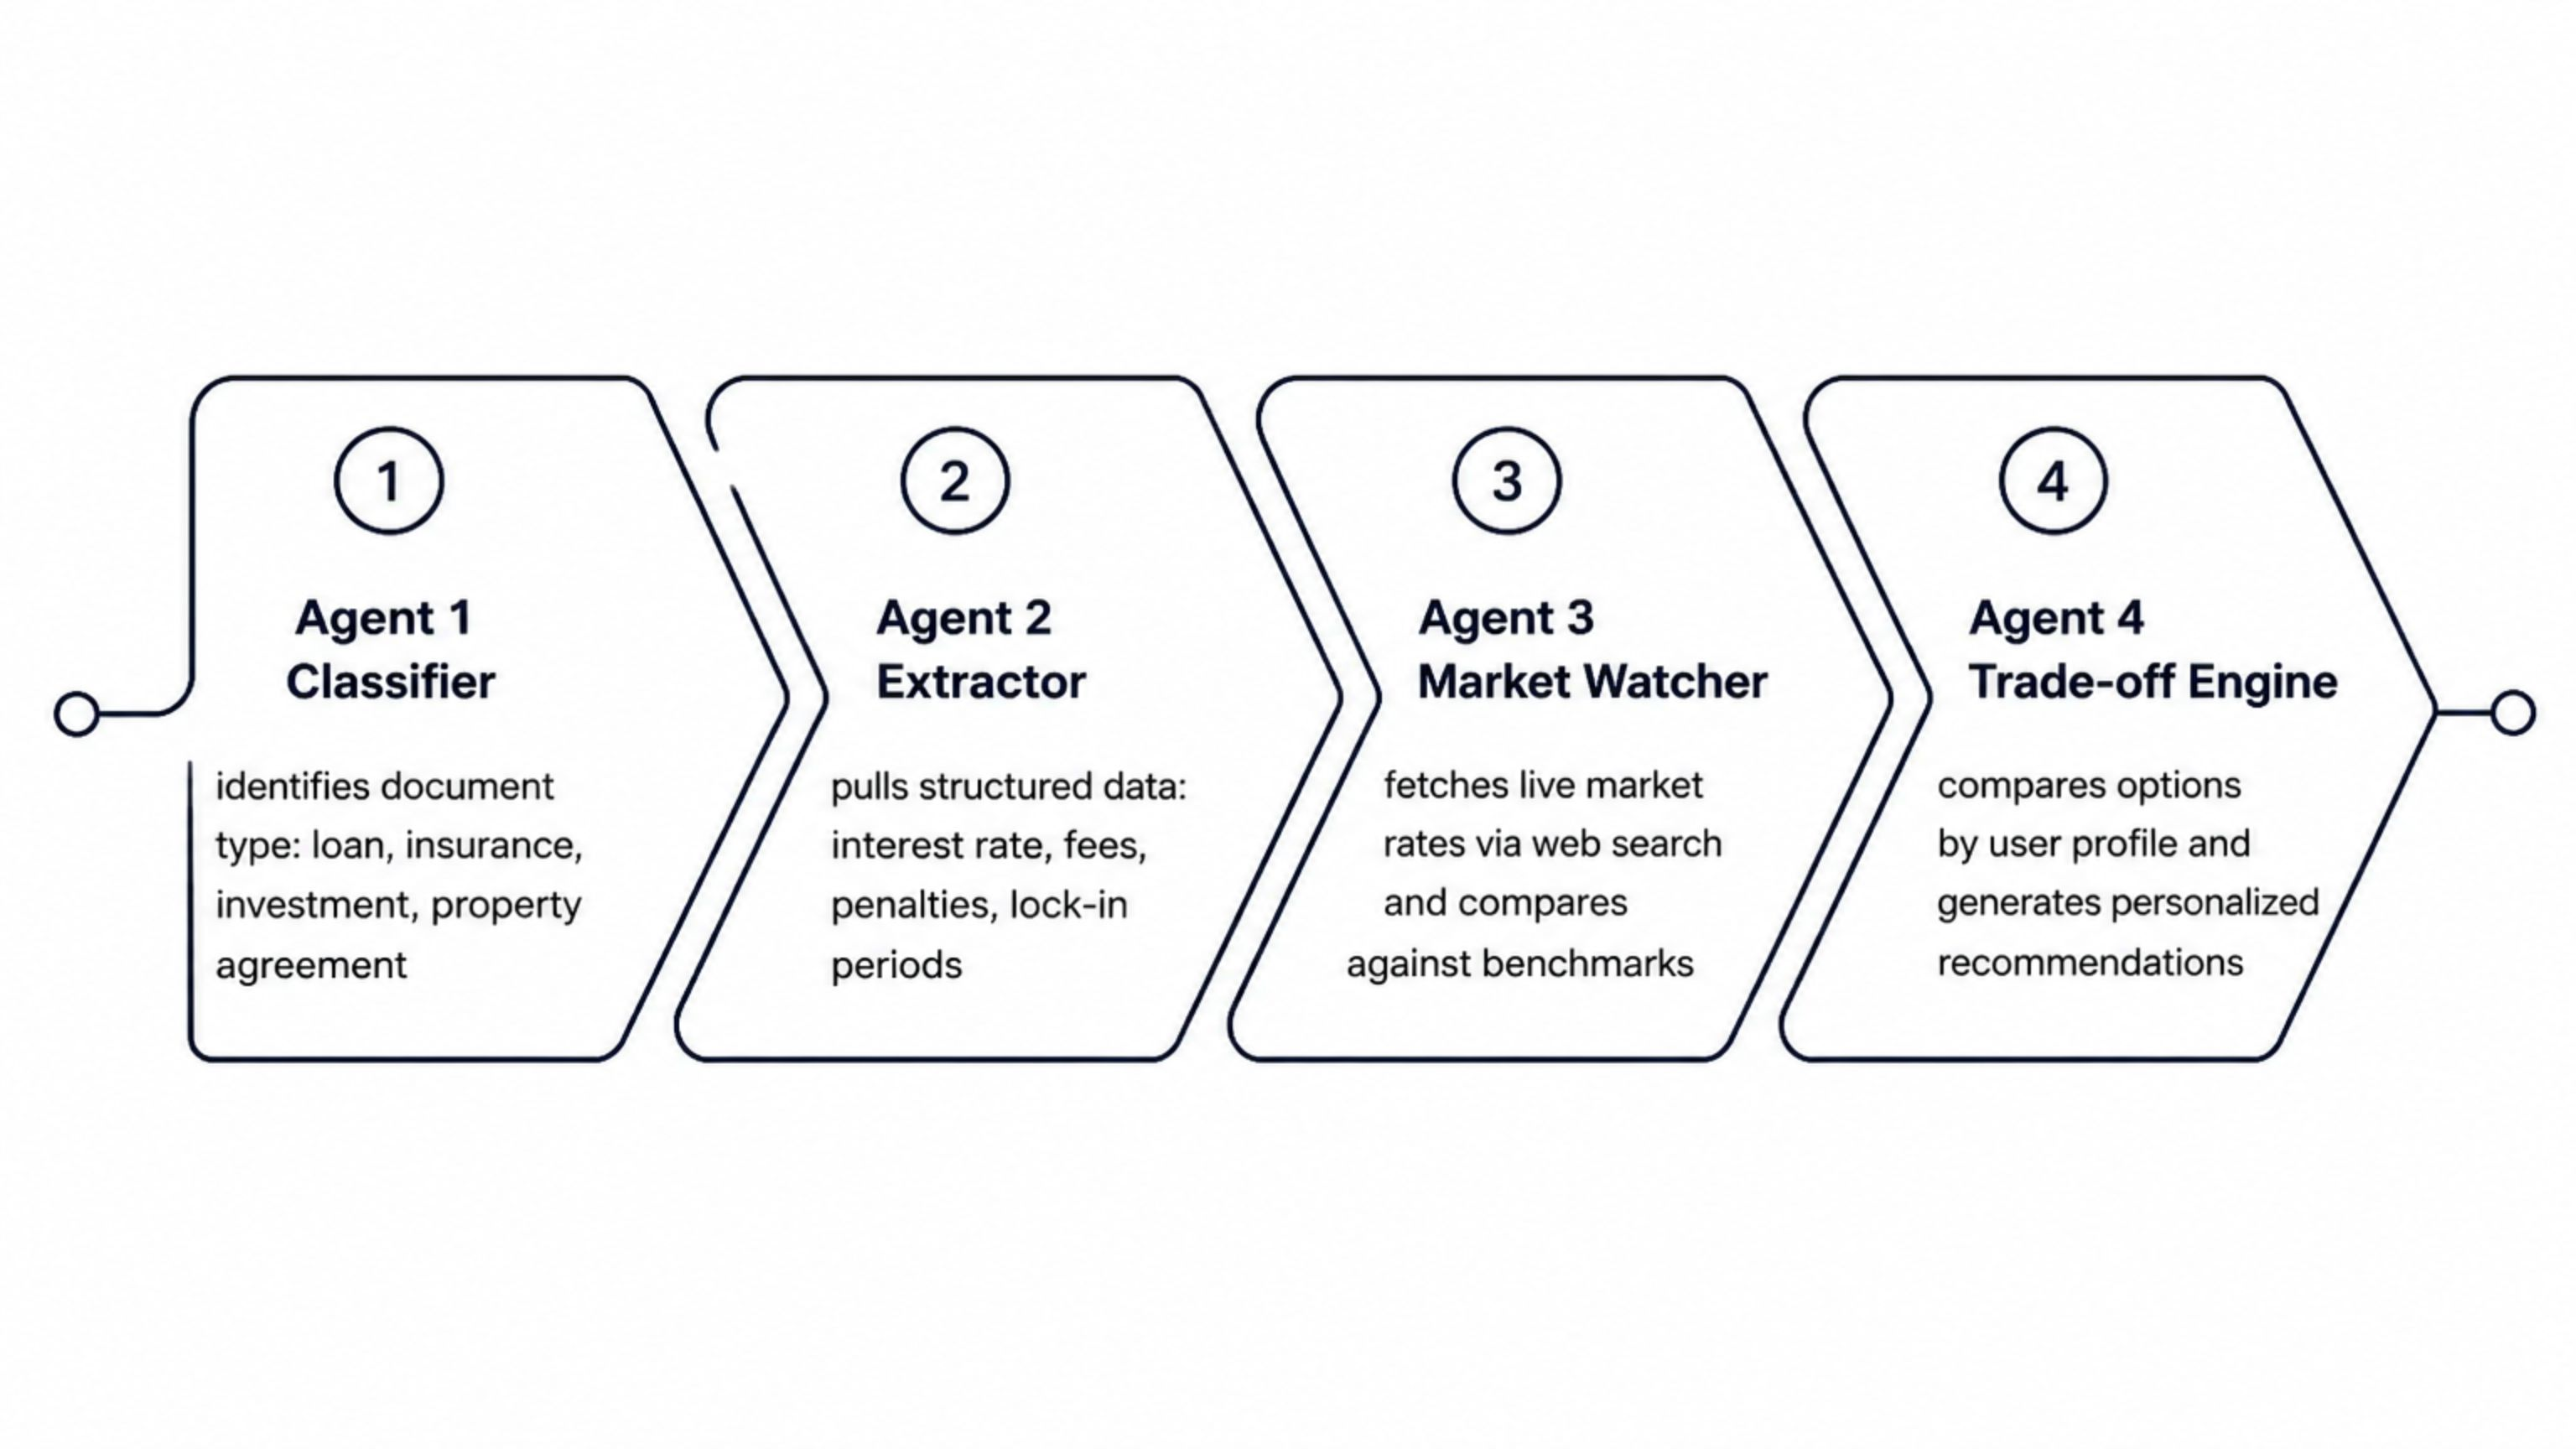 1
Agent 1
Classifier
identifies document
type: loan, insurance,
investment, property
agreement
2
Agent 2
Extractor
pulls structured data:
interest rate, fees,
penalties, lock-in
periods
3
Agent 3
Market Watcher
fetches live market
rates via web search
and compares
against benchmarks
4
Agent 4
Trade-off Engine
compares options
by user profile and
generates personalized
recommendations